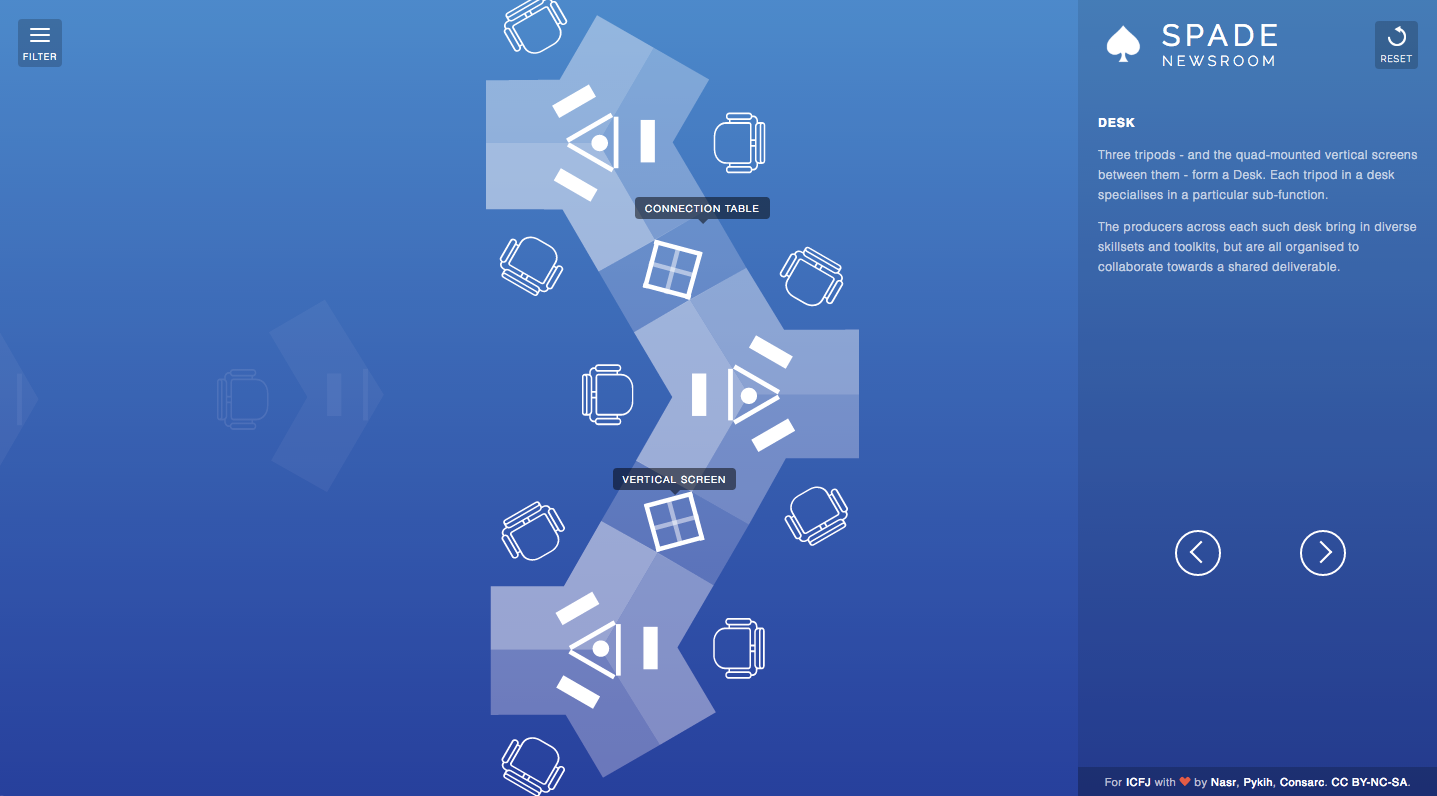 FILTER
SPADE
NEWSROOM
RESET
DESK
Three tripods - and the quad-mounted vertical screens
between them - form a Desk. Each tripod in a desk
specialises in a particular sub-function.
The producers across each such desk bring in diverse
skillsets and toolkits, but are all organised to
collaborate towards a shared deliverable.
CONNECTION TABLE
VERTICAL SCREEN
For ICFJ with ❤ by Nasr, Pykih, Consarc. CC BY-NC-SA.